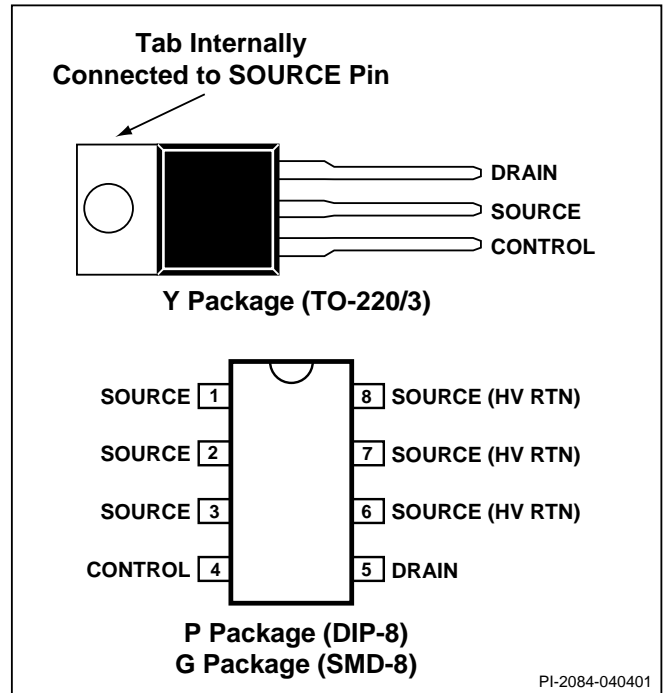 Tab Internally
Connected to SOURCE Pin
DRAIN
SOURCE
CONTROL
Y Package (TO-220/3)
SOURCE 1 8 SOURCE (HV RTN)
SOURCE 2 7 SOURCE (HV RTN)
SOURCE 3 6 SOURCE (HV RTN)
CONTROL 4 5 DRAIN
P Package (DIP-8)
G Package (SMD-8)
PI-2084-040401